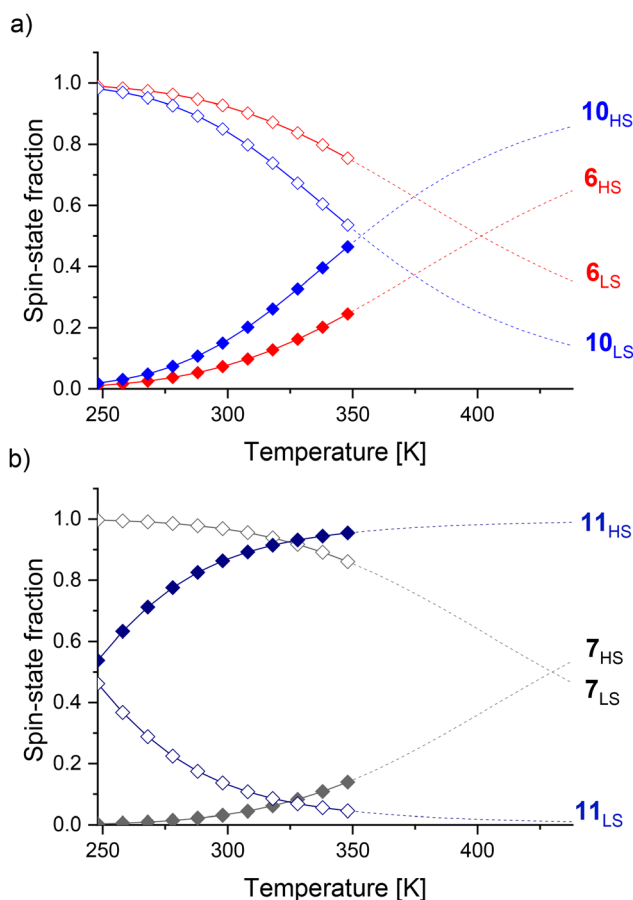 a)
1.0
0.8
0.6
0.4
0.2
0.0
Spin-state fraction
250
300
350
400
Temperature [K]
10HS
6HS
6LS
10LS
b)
1.0
0.8
0.6
0.4
0.2
0.0
Spin-state fraction
250
300
350
400
Temperature [K]
11HS
7HS
7LS
11LS